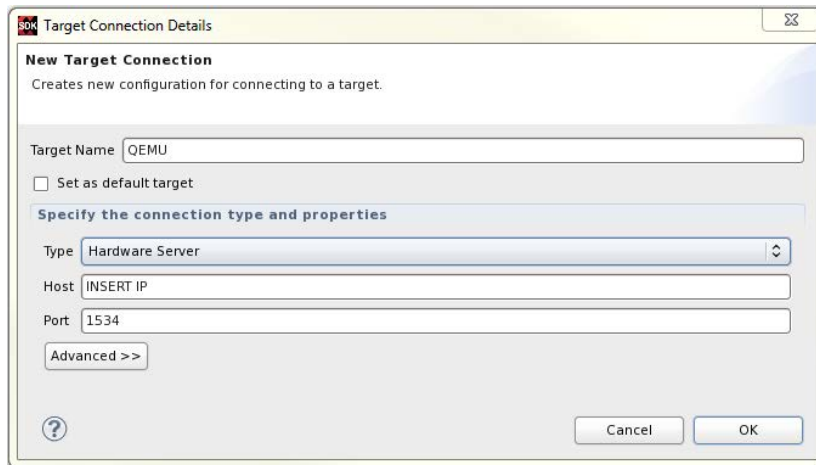 SDK Target Connection Details
New Target Connection
Creates new configuration for connecting to a target.
Target Name QEMU
Set as default target
Specify the connection type and properties
Type Hardware Server
Host INSERT IP
Port 1534
Advanced >>
? Cancel OK